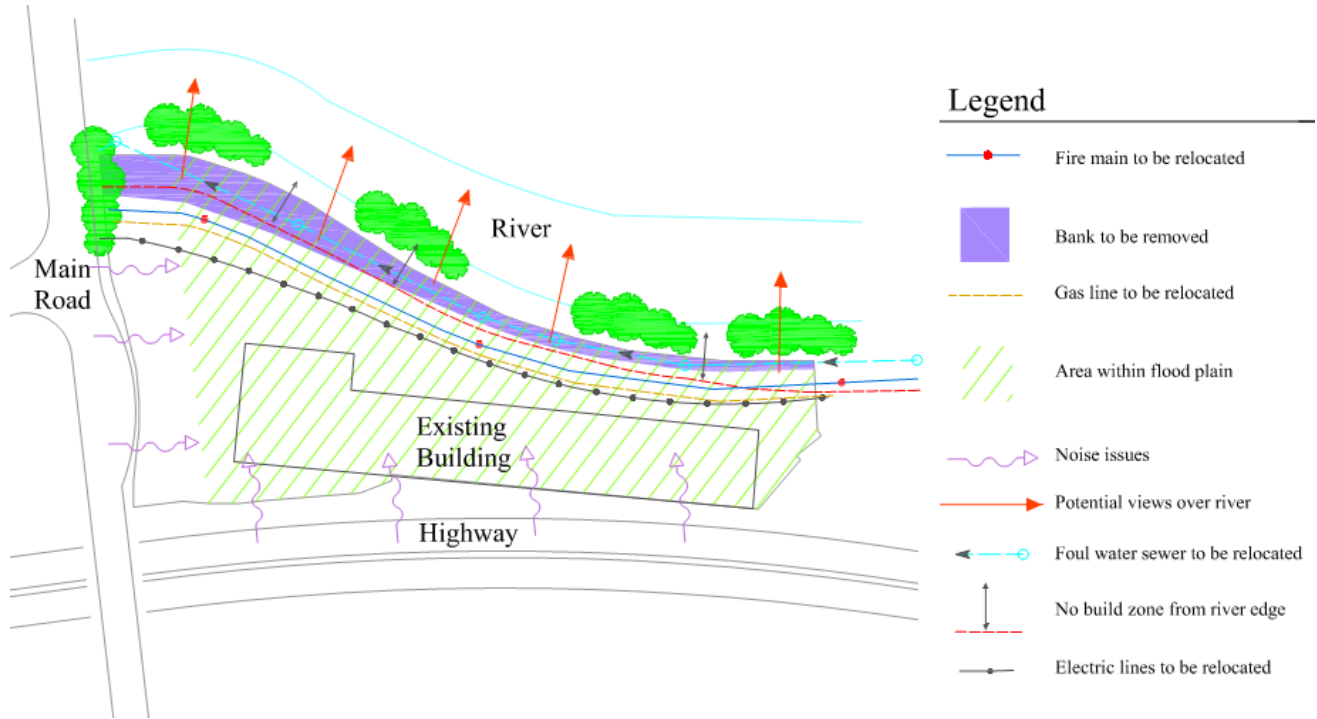 River
Main
Road
Existing
Building
Highway
Legend
Fire main to be relocated
Bank to be removed
Gas line to be relocated
Area within flood plain
Noise issues
Potential views over river
Foul water sewer to be relocated
No build zone from river edge
Electric lines to be relocated